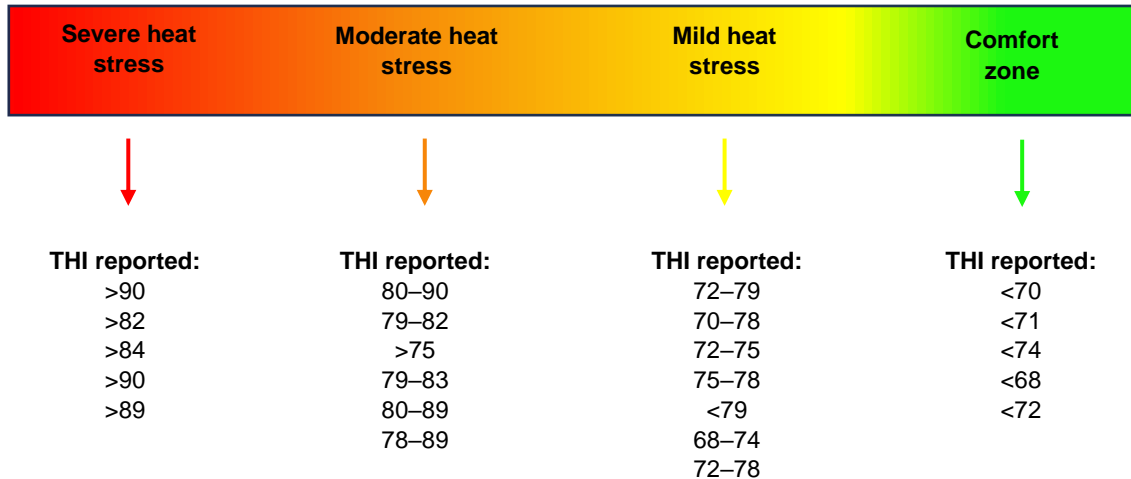 Severe heat
stress
Moderate heat
stress
Mild heat
stress
Comfort
zone
THI reported:
>90
>82
>84
>90
>89
THI reported:
80–90
79–82
>75
79–83
80–89
78–89
THI reported:
72–79
70–78
72–75
75–78
<79
68–74
72–78
THI reported:
<70
<71
<74
<68
<72